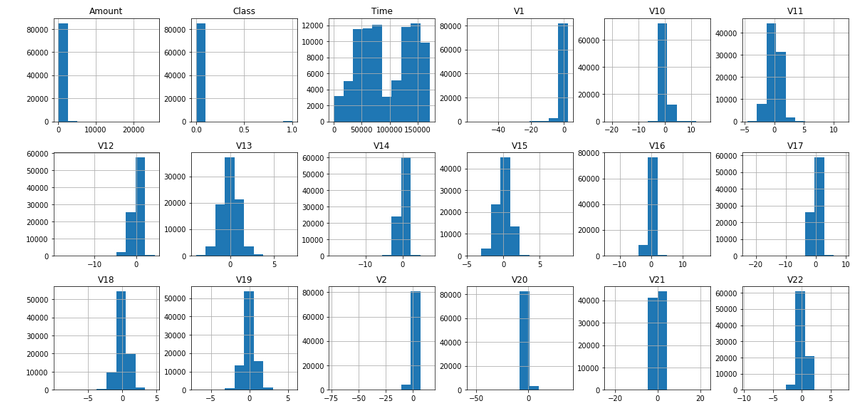 Amount Class Time V1 V10 V11
80000 80000 12000 80000
60000 60000 10000 60000 60000 40000
40000 40000 8000 40000 40000 30000
20000 20000 6000 20000 20000 20000
4000 10000
2000
0 0 0 0 0 0
0 10000 20000 0.0 0.5 1.0 0 50000 100000 150000 −40 −20 0 −20 −10 0 10 −5 0 5 10
V12 V13 V14 V15 V16 V17
60000 60000 80000 60000
50000 30000 50000 40000 60000 50000
40000 40000 30000 40000
30000 20000 30000 40000 30000
20000 20000 20000 20000
10000 10000 10000 10000 20000 10000
0 0 0 0 0 0
−10 0 0 5 −10 0 −5 0 5 −10 0 10 −20 −10 0 10
V18 V19 V2 V20 V21 V22
50000 50000 80000 80000 40000 60000
40000 40000 60000 60000 30000 50000
30000 30000 40000
20000 20000 40000 40000 20000 30000
10000 10000 20000 20000 10000 20000
10000
0 0 0 0 0 0
−5 0 5 −5 0 5 −75 −50 −25 0 −50 0 −20 0 20 −10 −5 0 5